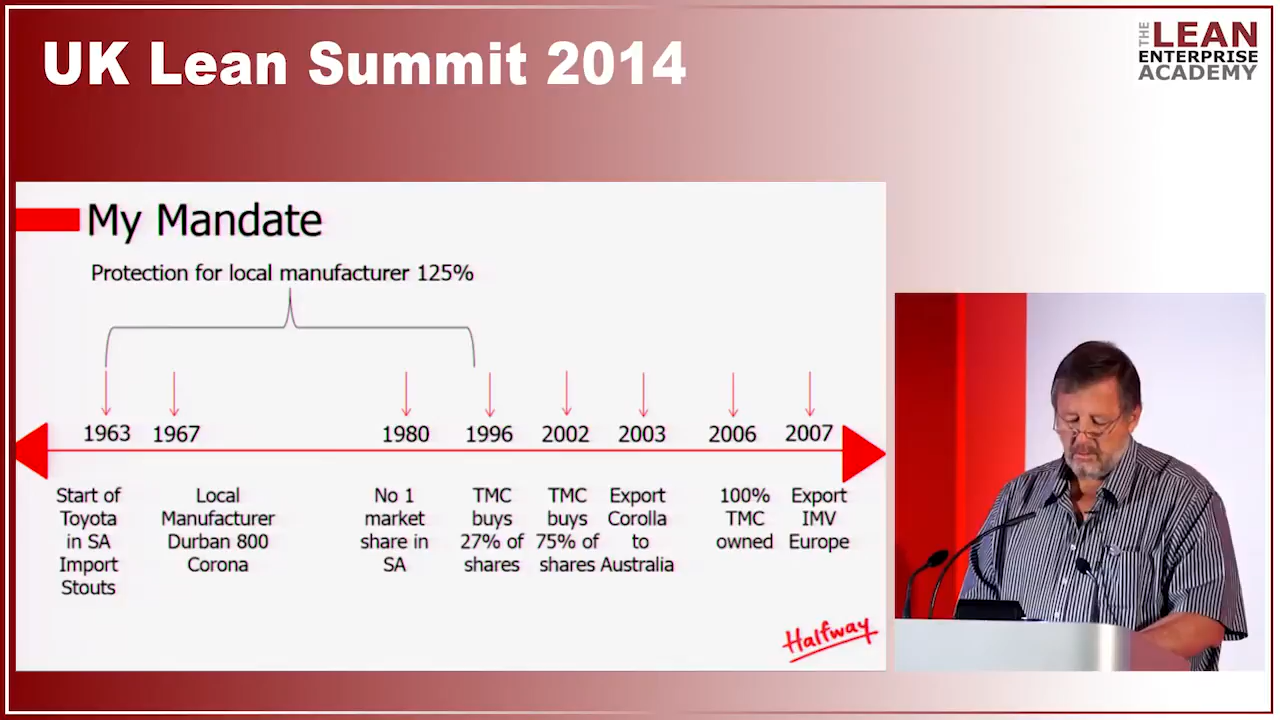 UK Lean Summit 2014
THE
LEAN
ENTERPRISE
ACADEMY
My Mandate
Protection for local manufacturer 125%
1963 1967 1980 1996 2002 2003 2006 2007
Start of
Toyota
in SA
Import
Stouts
Local
Manufacturer
Durban 800
Corona
No 1
market
share in
SA
TMC
buys
27% of
shares
TMC
buys
75% of
shares
Export
Corolla
to
Australia
100%
TMC
owned
Export
IMV
Europe
Halfway